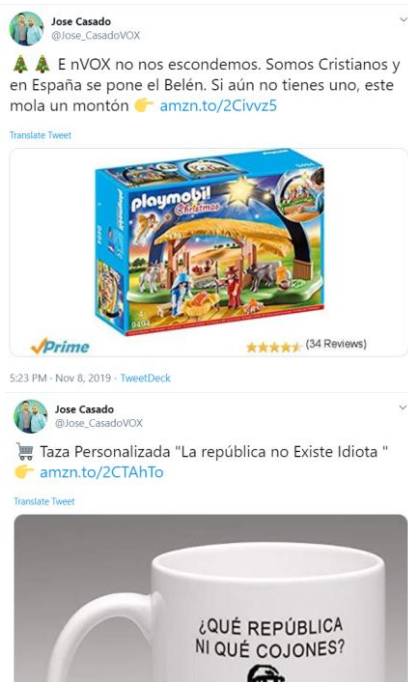 Jose Casado
@Jose_CasadoVOX
🎄 🎄 E nVOX no nos escondemos. Somos Cristianos y
en España se pone el Belén. Si aún no tienes uno, este
mola un montón 👉 amzn.to/2Civvz5
Translate Tweet
playmobil
Christmas
4+
9494
Prime
(34 Reviews)
5:23 PM · Nov 8, 2019 · TweetDeck
Jose Casado
@Jose_CasadoVOX
🛒 Taza Personalizada "La república no Existe Idiota "
👉 amzn.to/2CTAhTo
Translate Tweet
¿QUÉ REPÚBLICA
NI QUÉ COJONES?